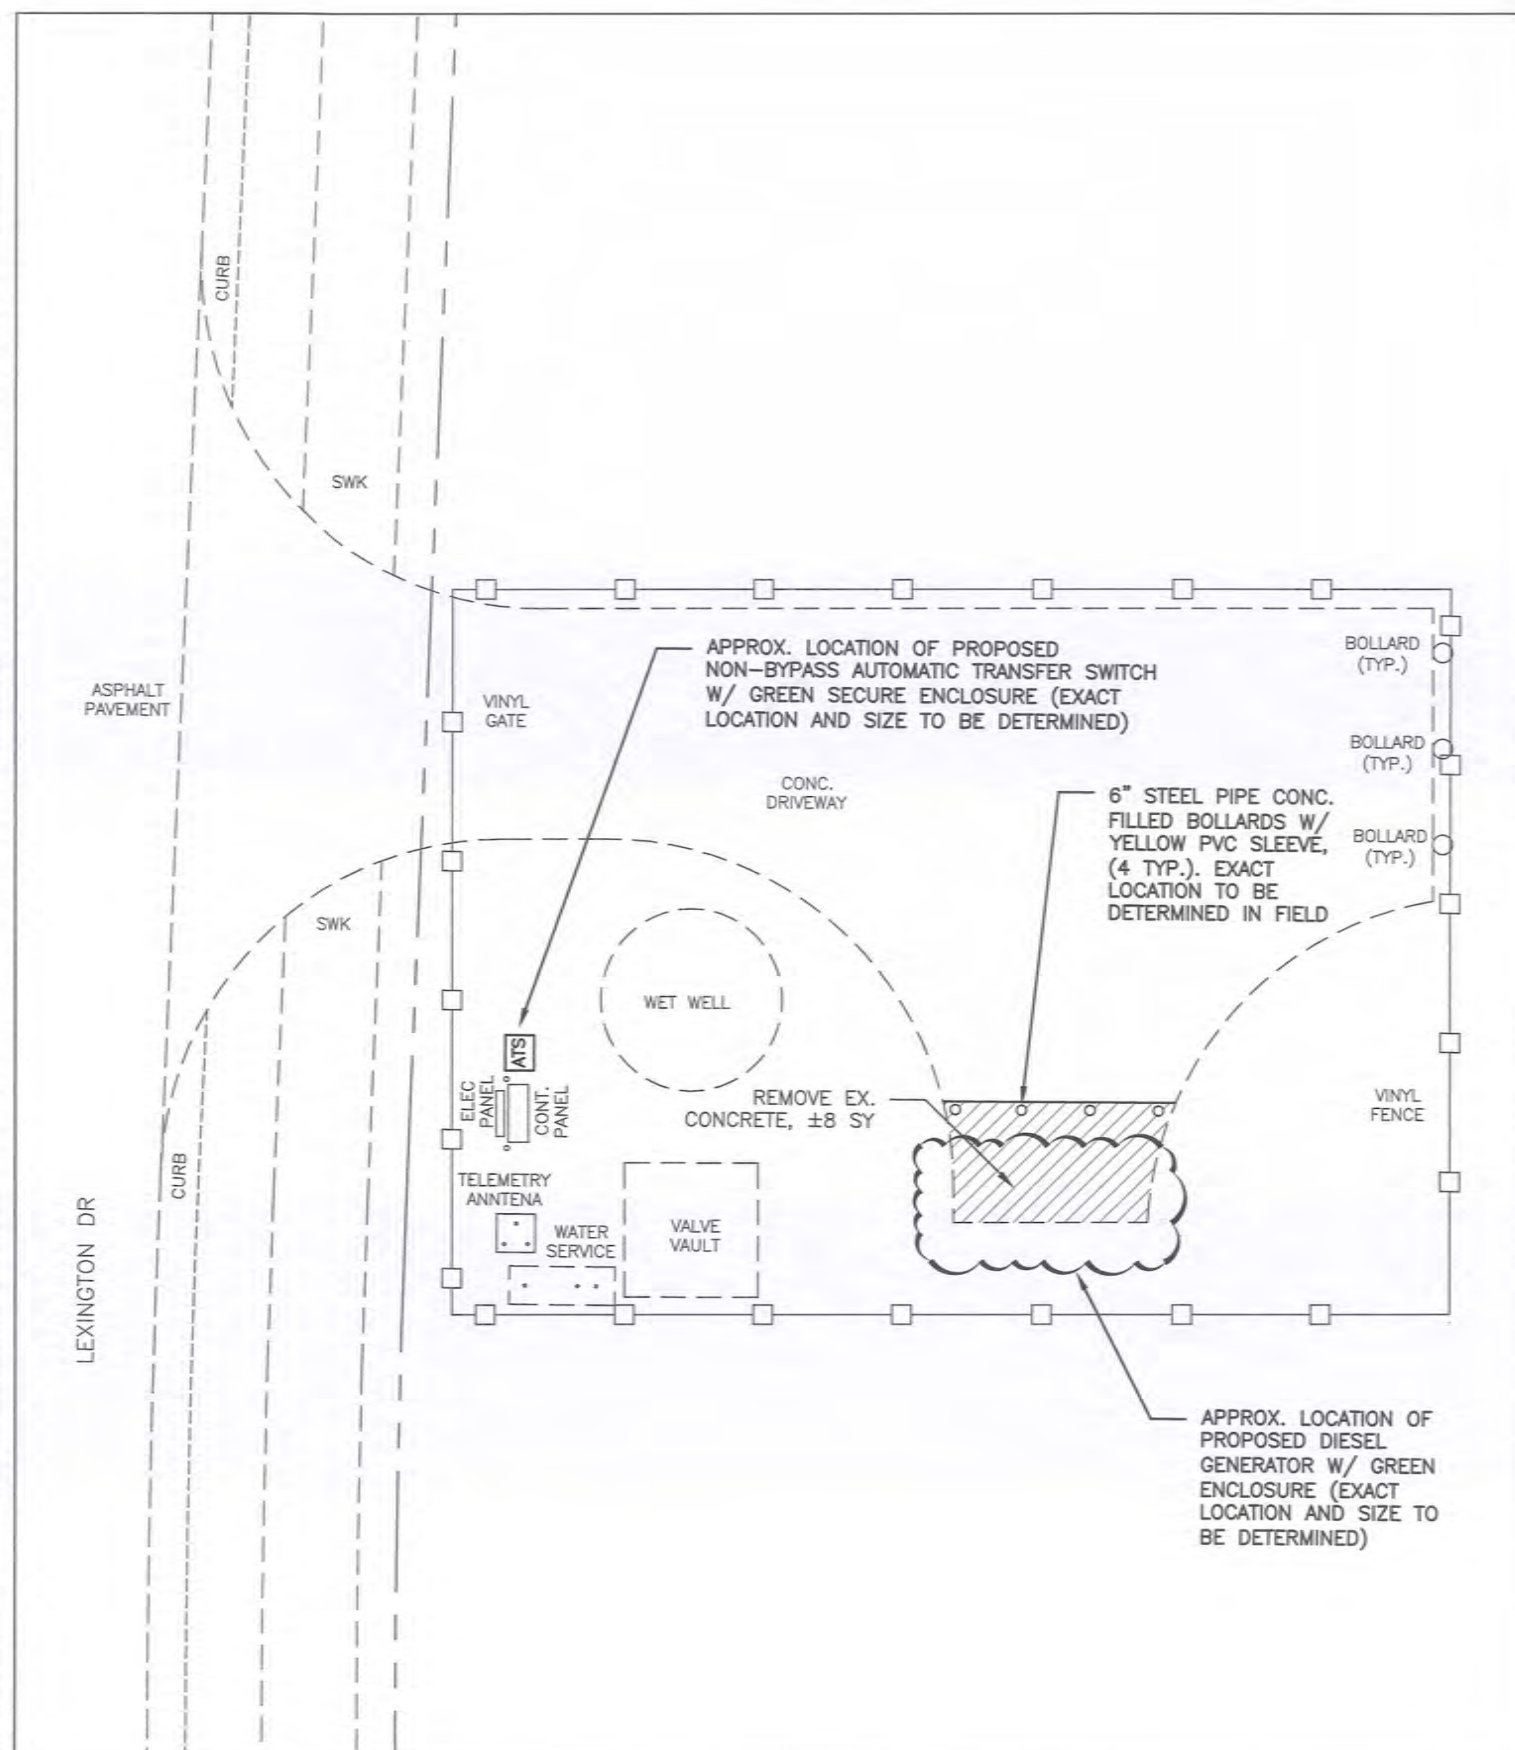 CURB
SWK
APPROX. LOCATION OF PROPOSED
NON-BYPASS AUTOMATIC TRANSFER SWITCH
W/ GREEN SECURE ENCLOSURE (EXACT
LOCATION AND SIZE TO BE DETERMINED)
BOLLARD
(TYP.)
ASPHALT
PAVEMENT
VINYL
GATE
BOLLARD
(TYP.)
CONC.
DRIVEWAY
6" STEEL PIPE CONC.
FILLED BOLLARDS W/
YELLOW PVC SLEEVE,
(4 TYP.). EXACT
LOCATION TO BE
DETERMINED IN FIELD
BOLLARD
(TYP.)
SWK
WET WELL
ATS
ELEC
PANEL
CONT.
PANEL
REMOVE EX.
CONCRETE, ±8 SY
VINYL
FENCE
CURB
TELEMETRY
ANNTENA
WATER
SERVICE
VALVE
VAULT
LEXINGTON DR
APPROX. LOCATION OF
PROPOSED DIESEL
GENERATOR W/ GREEN
ENCLOSURE (EXACT
LOCATION AND SIZE TO
BE DETERMINED)